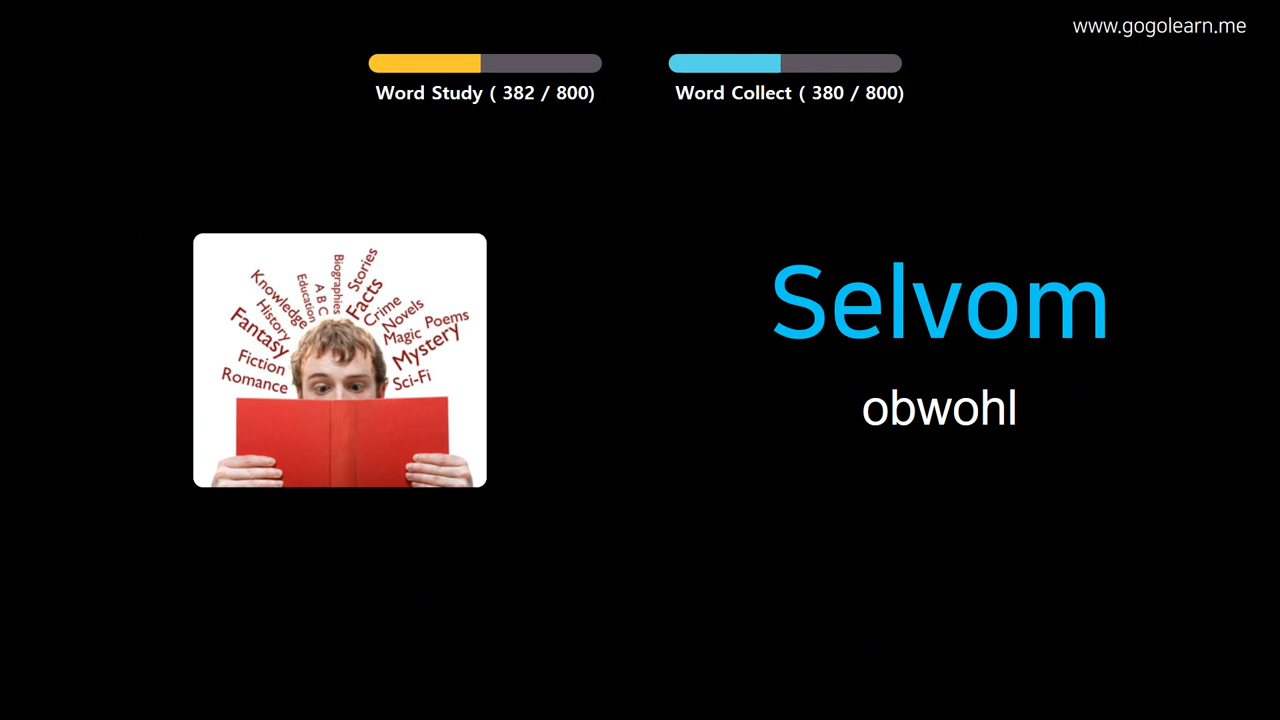 www.gogolearn.me
Word Study ( 382 / 800)
Word Collect ( 380 / 800)
Selvom
obwohl
Knowledge
History
Fantasy
Fiction
Romance
Education
A B C
Biographies
Stories
Facts
Crime
Novels
Magic
Poems
Mystery
Sci-Fi